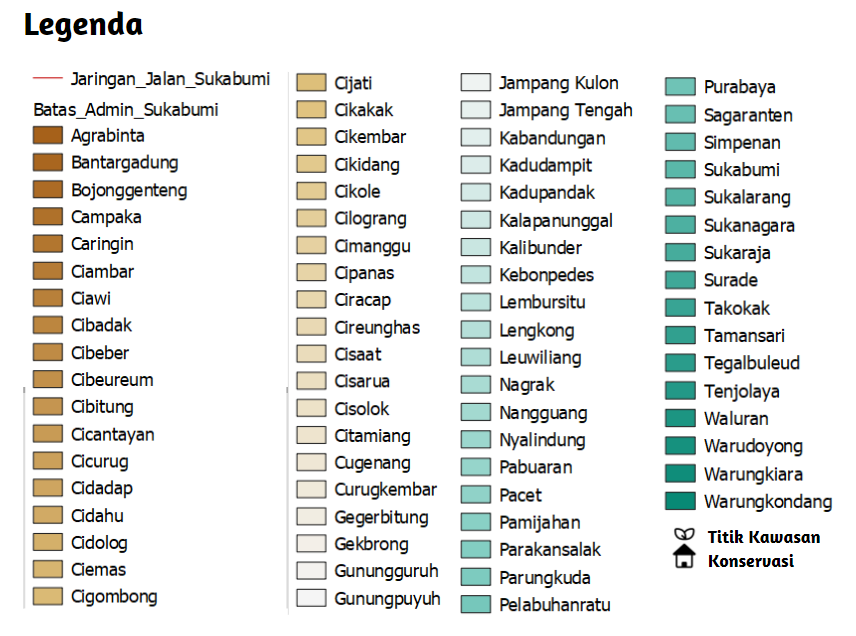 Legenda
Jaringan_Jalan_Sukabumi
Batas_Admin_Sukabumi
Agrabinta
Bantargadung
Bojonggenteng
Campaka
Caringin
Ciambar
Ciawi
Cibadak
Cibeber
Cibeureum
Cibitung
Cicantayan
Cicurug
Cidadap
Cidahu
Cidolog
Ciemas
Cigombong
Cijati
Cikakak
Cikembar
Cikidang
Cikole
Cilograng
Cimanggu
Cipanas
Ciracap
Cireunghas
Cisaat
Cisarua
Cisolok
Citamiang
Cugenang
Curugkembar
Gegerbitung
Gekbrong
Gunungguruh
Gunungpuyuh
Jampang Kulon
Jampang Tengah
Kabandungan
Kadudampit
Kadupandak
Kalapanunggal
Kalibunder
Kebonpedes
Lembursitu
Lengkong
Leuwiliang
Nagrak
Nangguang
Nyalindung
Pabuaran
Pacet
Pamijahan
Parakansalak
Parungkuda
Pelabuhanratu
Purabaya
Sagaranten
Simpenan
Sukabumi
Sukalarang
Sukanagara
Sukaraja
Surade
Takokak
Tamansari
Tegalbuleud
Tenjolaya
Waluran
Warudoyong
Warungkiara
Warungkondang
Titik Kawasan
Konservasi